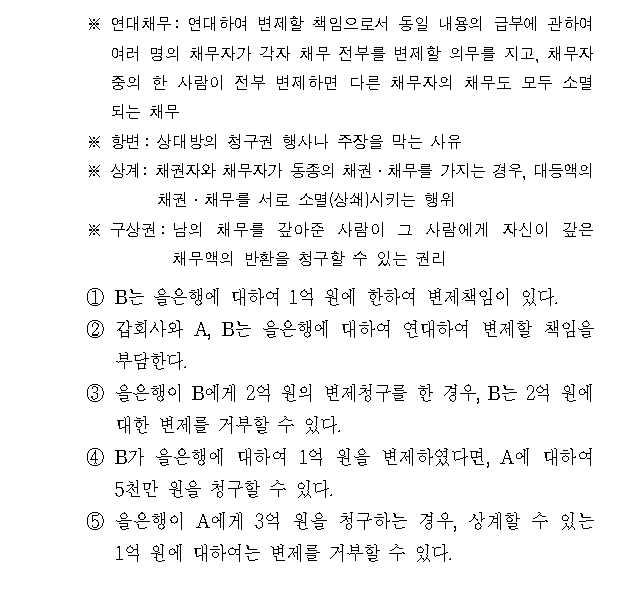 ※ 연대채무 : 연대하여 변제할 책임으로서 동일 내용의 급부에 관하여
여러 명의 채무자가 각자 채무 전부를 변제할 의무를 지고, 채무자
중의 한 사람이 전부 변제하면 다른 채무자의 채무도 모두 소멸
되는 채무
※ 항변 : 상대방의 청구권 행사나 주장을 막는 사유
※ 상계 : 채권자와 채무자가 동종의 채권·채무를 가지는 경우, 대등액의
채권·채무를 서로 소멸(상쇄)시키는 행위
※ 구상권 : 남의 채무를 갚아준 사람이 그 사람에게 자신이 갚은
채무액의 반환을 청구할 수 있는 권리
① B는 을은행에 대하여 1억 원에 한하여 변제책임이 있다.
② 갑회사와 A, B는 을은행에 대하여 연대하여 변제할 책임을
부담한다.
③ 을은행이 B에게 2억 원의 변제청구를 한 경우, B는 2억 원에
대한 변제를 거부할 수 있다.
④ B가 을은행에 대하여 1억 원을 변제하였다면, A에 대하여
5천만 원을 청구할 수 있다.
⑤ 을은행이 A에게 3억 원을 청구하는 경우, 상계할 수 있는
1억 원에 대하여는 변제를 거부할 수 있다.